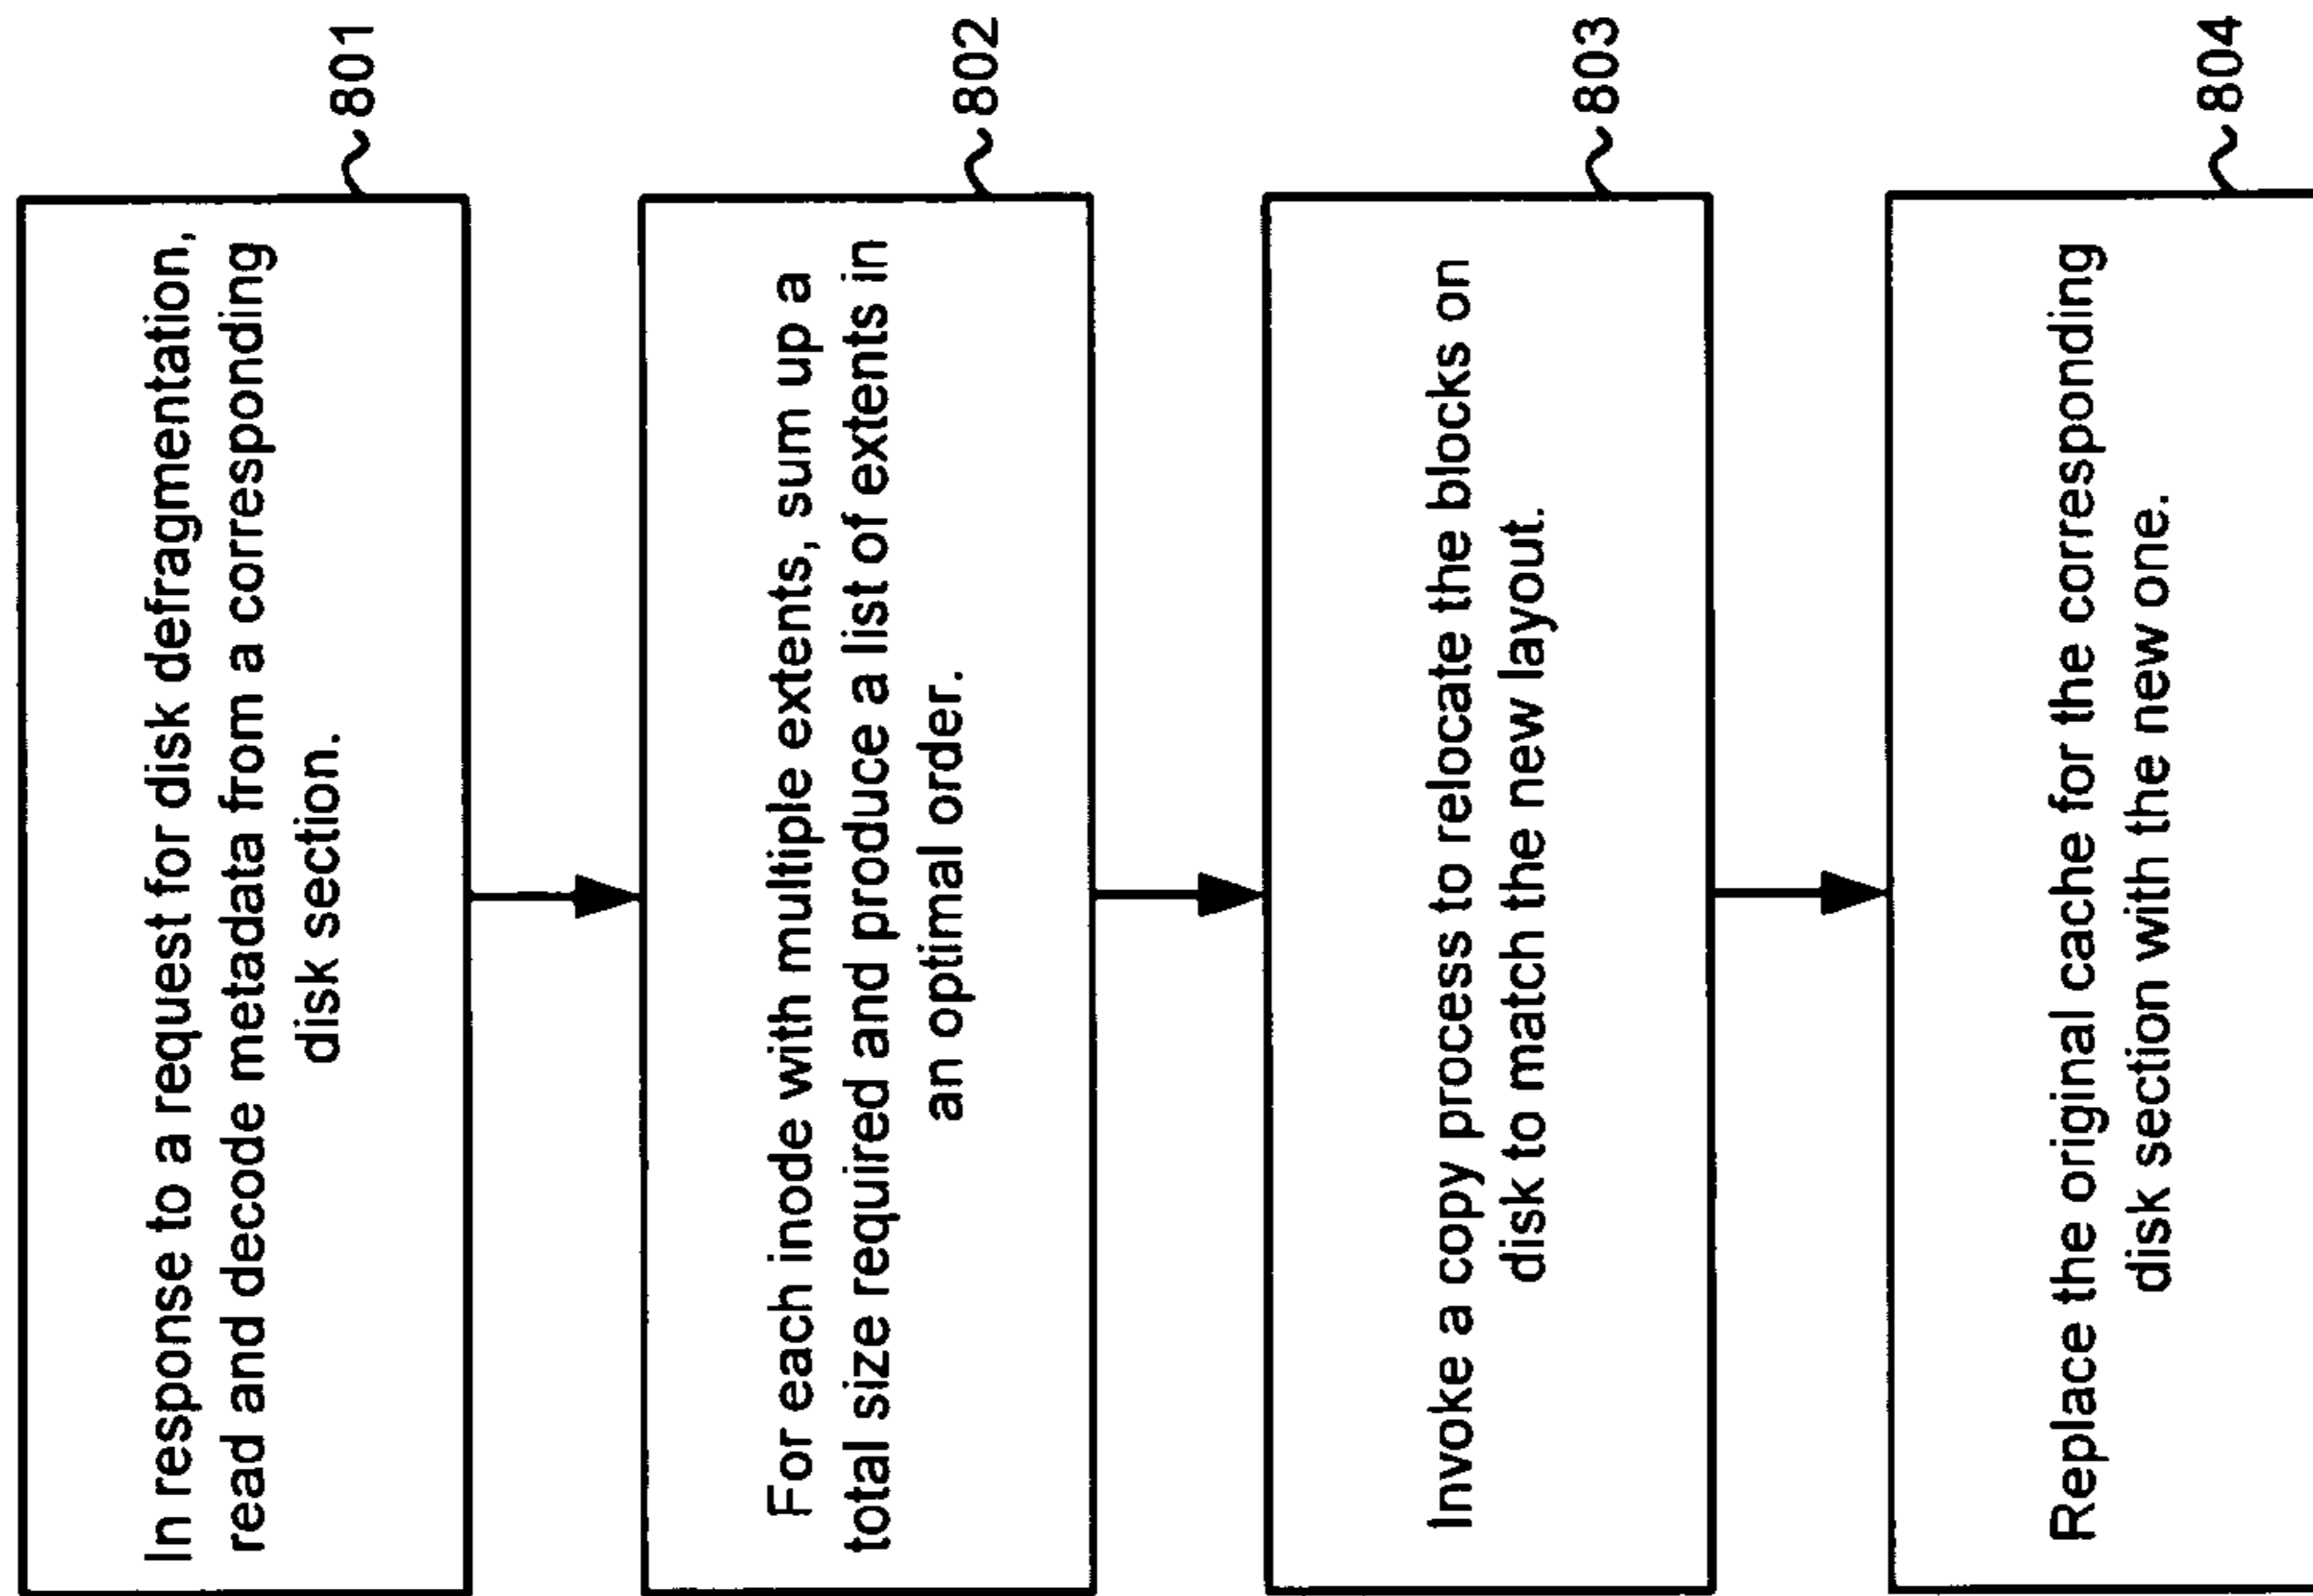 In response to a request for disk defragmentation,
read and decode metadata from a corresponding
disk section.
801
For each inode with multiple extents, sum up a
total size required and produce a list of extents in
an optimal order.
802
Invoke a copy process to relocate the blocks on
disk to match the new layout.
803
Replace the original cache for the corresponding
disk section with the new one.
804